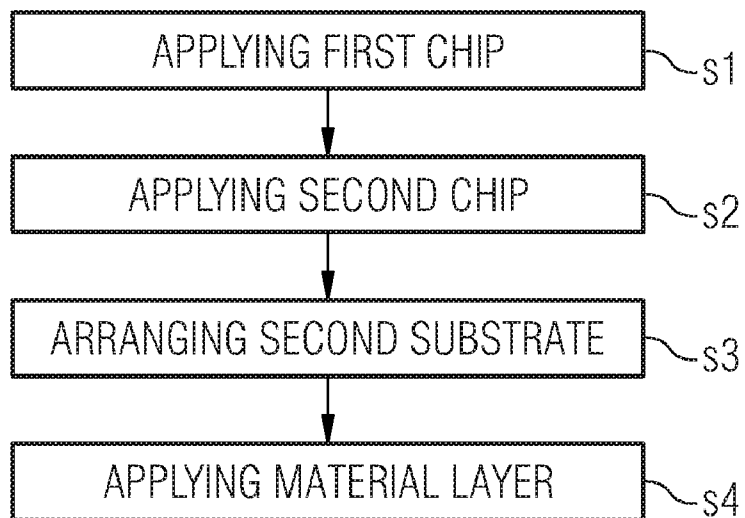 APPLYING FIRST CHIP
S1
APPLYING SECOND CHIP
S2
ARRANGING SECOND SUBSTRATE
S3
APPLYING MATERIAL LAYER
S4